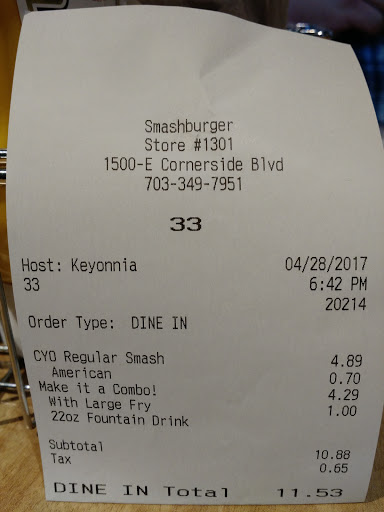 Smashburger
Store #1301
1500-E Cornerside Blvd
703-349-7951
33
Host: Keyonnia 04/28/2017
33 6:42 PM
20214
Order Type: DINE IN
CYO Regular Smash 4.89
American 0.70
Make it a Combo! 4.29
With Large Fry 1.00
22oz Fountain Drink
Subtotal 10.88
Tax 0.65
DINE IN Total 11.53